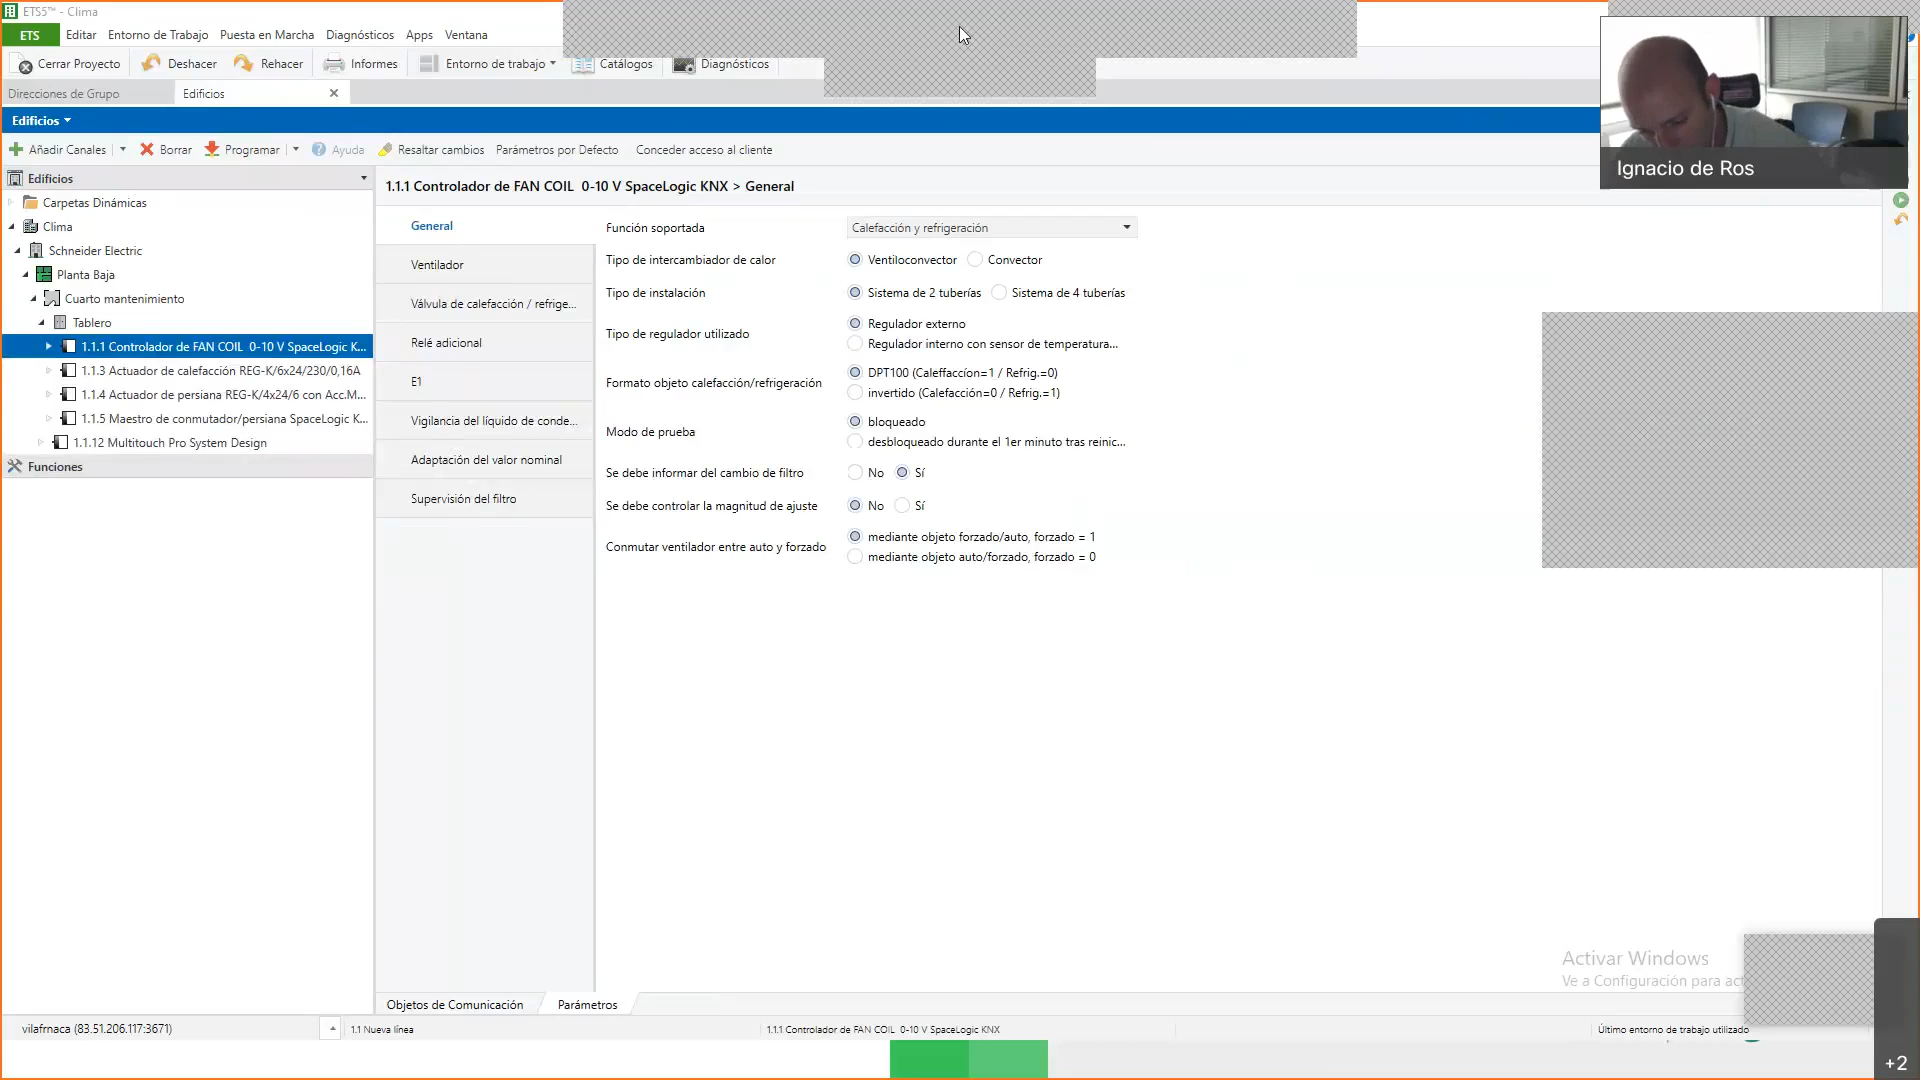 ETS5™ - Clima
ETS Editar Entorno de Trabajo Puesta en Marcha Diagnósticos Apps Ventana
Cerrar Proyecto Deshacer Rehacer Informes Entorno de trabajo Catálogos Diagnósticos
Direcciones de Grupo Edificios
Edificios
Añadir Canales Borrar Programar Ayuda Resaltar cambios Parámetros por Defecto Conceder acceso al cliente
Ignacio de Ros
Edificios
Carpetas Dinámicas
Clima
Schneider Electric
Planta Baja
Cuarto mantenimiento
Tablero
1.1.1 Controlador de FAN COIL 0-10 V SpaceLogic K...
1.1.3 Actuador de calefacción REG-K/6x24/230/0,16A
1.1.4 Actuador de persiana REG-K/4x24/6 con Acc.M...
1.1.5 Maestro de conmutador/persiana SpaceLogic K...
1.1.12 Multitouch Pro System Design
Funciones
1.1.1 Controlador de FAN COIL 0-10 V SpaceLogic KNX > General
General
Ventilador
Válvula de calefacción / refrige...
Relé adicional
E1
Vigilancia del líquido de conde...
Adaptación del valor nominal
Supervisión del filtro
Función soportada Calefacción y refrigeración
Tipo de intercambiador de calor Ventiloconvector Convector
Tipo de instalación Sistema de 2 tuberías Sistema de 4 tuberías
Tipo de regulador utilizado Regulador externo
Regulador interno con sensor de temperatura...
Formato objeto calefacción/refrigeración DPT100 (Caleffaccíon=1 / Refrig.=0)
invertido (Calefacción=0 / Refrig.=1)
Modo de prueba bloqueado
desbloqueado durante el 1er minuto tras reinic...
Se debe informar del cambio de filtro No Sí
Se debe controlar la magnitud de ajuste No Sí
Conmutar ventilador entre auto y forzado mediante objeto forzado/auto, forzado = 1
mediante objeto auto/forzado, forzado = 0
Activar Windows
Ve a Configuración para
Objetos de Comunicación Parámetros
vilafrnaca (83.51.206.117:3671) 1.1 Nueva línea 1.1.1 Controlador de FAN COIL 0-10 V SpaceLogic KNX Último entorno de trabajo utilizado
+2